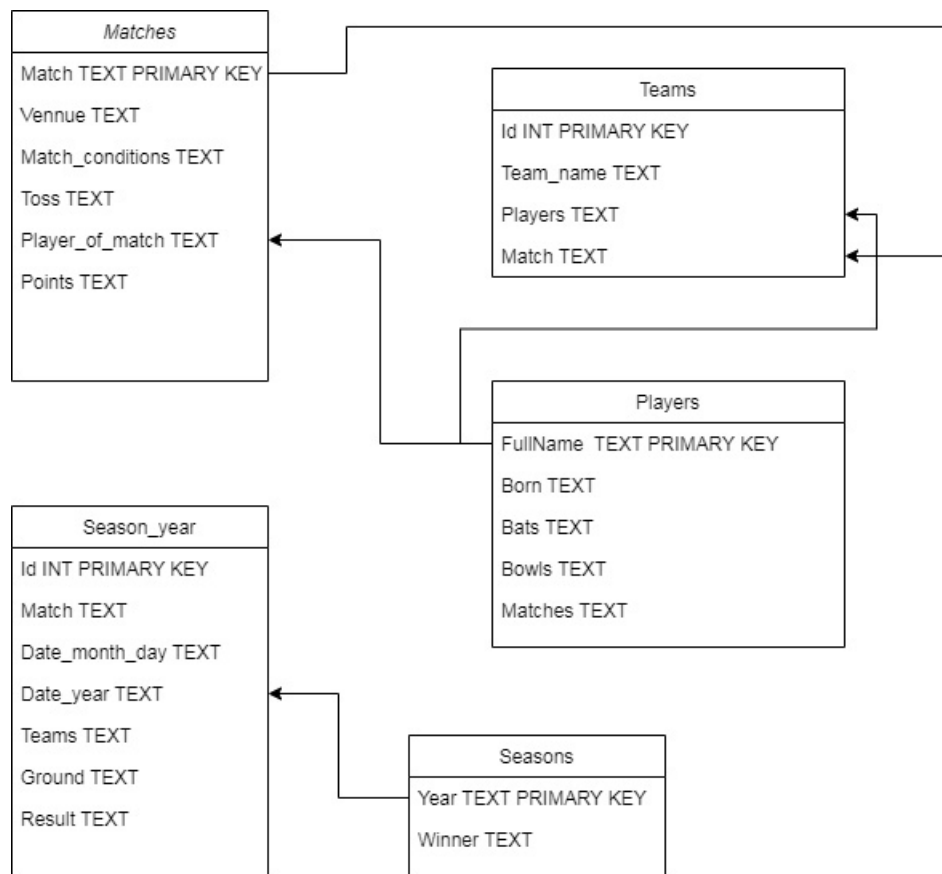 Matches
Match TEXT PRIMARY KEY
Vennue TEXT
Match_conditions TEXT
Toss TEXT
Player_of_match TEXT
Points TEXT
Teams
Id INT PRIMARY KEY
Team_name TEXT
Players TEXT
Match TEXT
Players
FullName  TEXT PRIMARY KEY
Born TEXT
Bats TEXT
Bowls TEXT
Matches TEXT
Season_year
Id INT PRIMARY KEY
Match TEXT
Date_month_day TEXT
Date_year TEXT
Teams TEXT
Ground TEXT
Result TEXT
Seasons
Year TEXT PRIMARY KEY
Winner TEXT